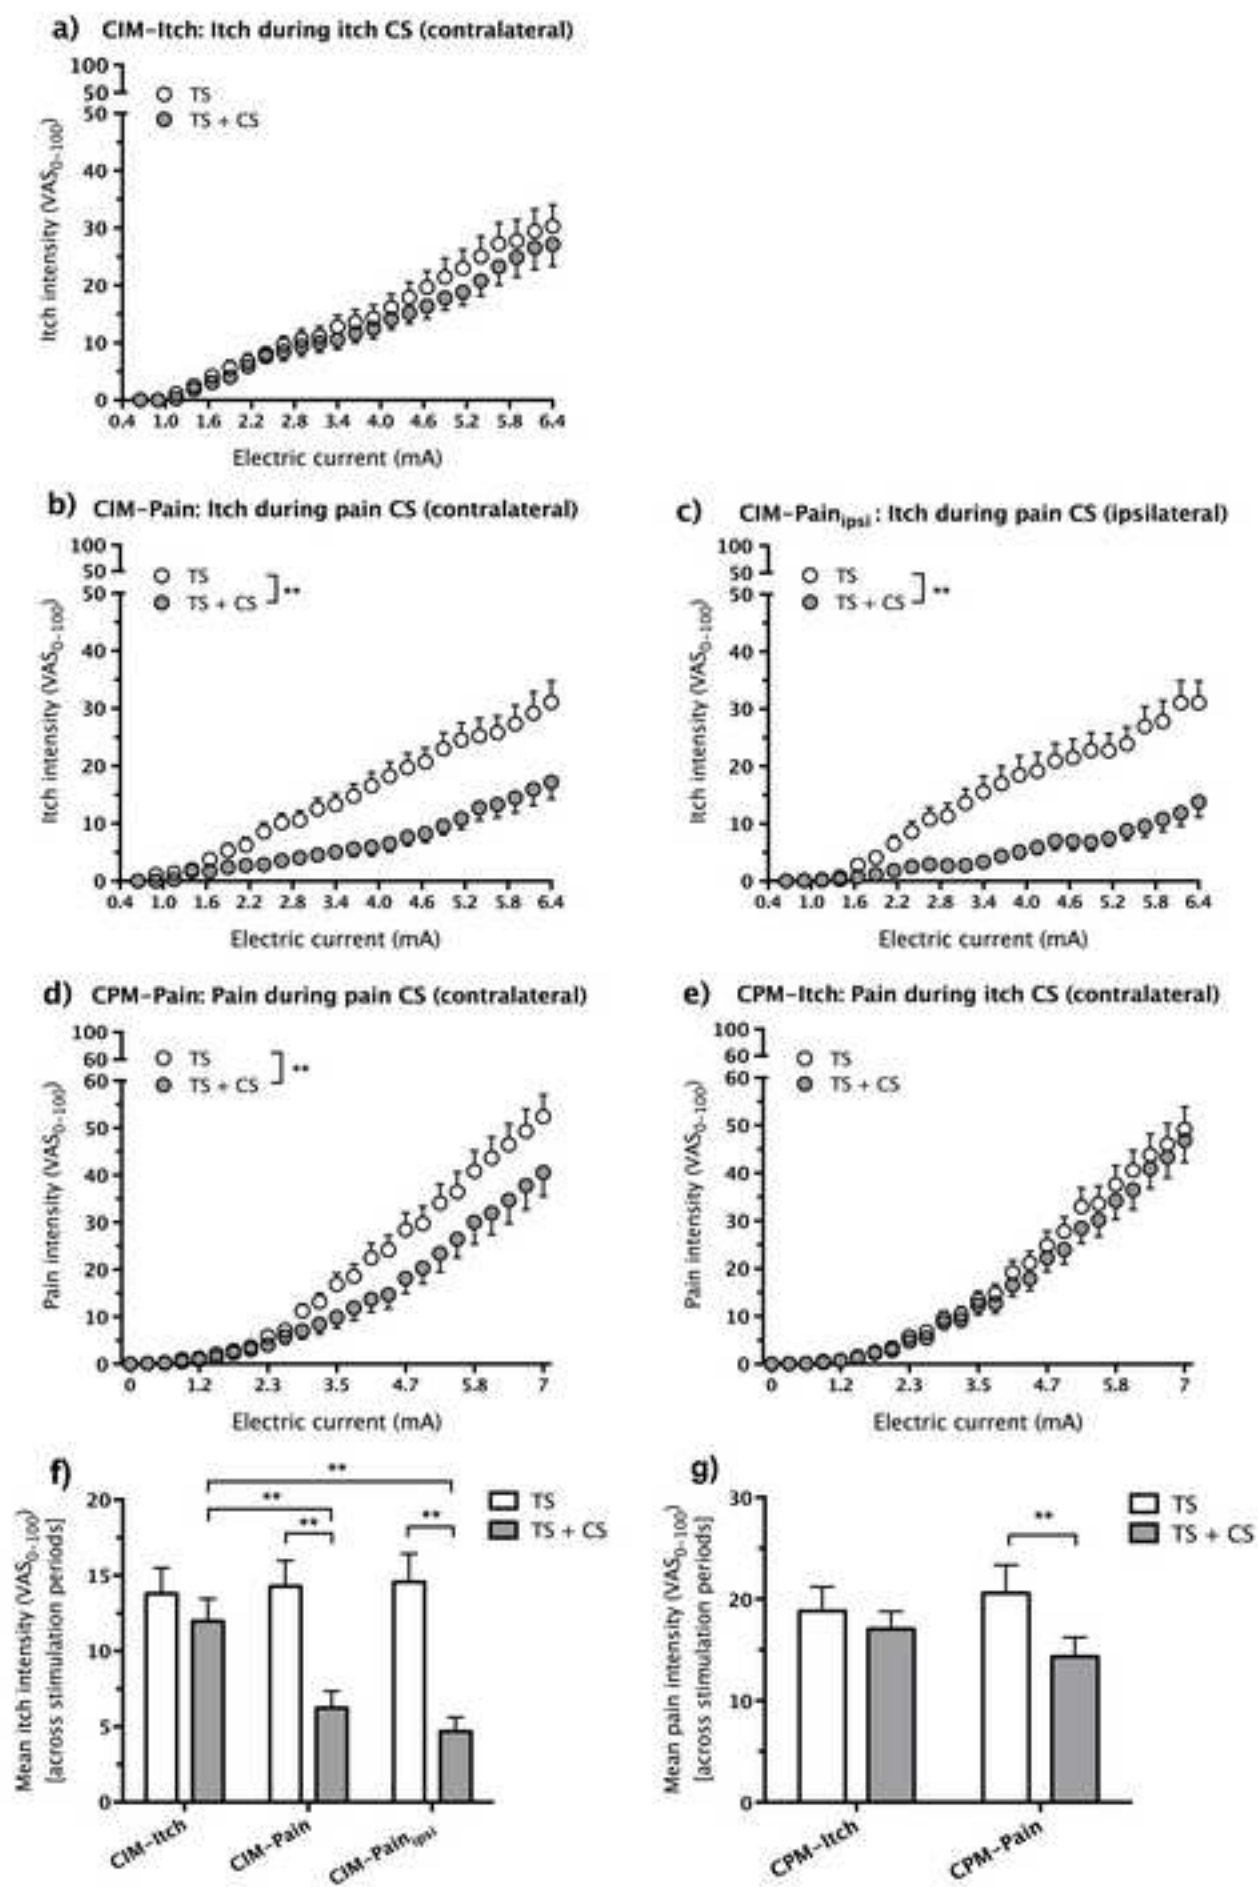 a) CIM-Itch: Itch during itch CS (contralateral)
100
50
50
40
30
20
10
0
TS
TS + CS
Itch intensity (VAS0-100)
0.4 1.0 1.6 2.2 2.8 3.4 4.0 4.6 5.2 5.8 6.4
Electric current (mA)
b) CIM-Pain: Itch during pain CS (contralateral)
100
50
50
40
30
20
10
0
TS
TS + CS
**
Itch intensity (VAS0-100)
0.4 1.0 1.6 2.2 2.8 3.4 4.0 4.6 5.2 5.8 6.4
Electric current (mA)
c) CIM-Painipsi: Itch during pain CS (ipsilateral)
100
50
50
40
30
20
10
0
TS
TS + CS
**
Itch intensity (VAS0-100)
0.4 1.0 1.6 2.2 2.8 3.4 4.0 4.6 5.2 5.8 6.4
Electric current (mA)
d) CPM-Pain: Pain during pain CS (contralateral)
100
60
60
50
40
30
20
10
0
TS
TS + CS
**
Pain intensity (VAS0-100)
0 1.2 2.3 3.5 4.7 5.8 7
Electric current (mA)
e) CPM-Itch: Pain during itch CS (contralateral)
100
60
60
50
40
30
20
10
0
TS
TS + CS
Pain intensity (VAS0-100)
0 1.2 2.3 3.5 4.7 5.8 7
Electric current (mA)
f)
20
15
10
5
0
**
**
**
**
TS
TS + CS
Mean itch intensity (VAS0-100)
[across stimulation periods]
CIM-Itch
CIM-Pain
CIM-Painipsi
g)
30
20
10
0
**
TS
TS + CS
Mean pain intensity (VAS0-100)
[across stimulation periods]
CPM-Itch
CPM-Pain